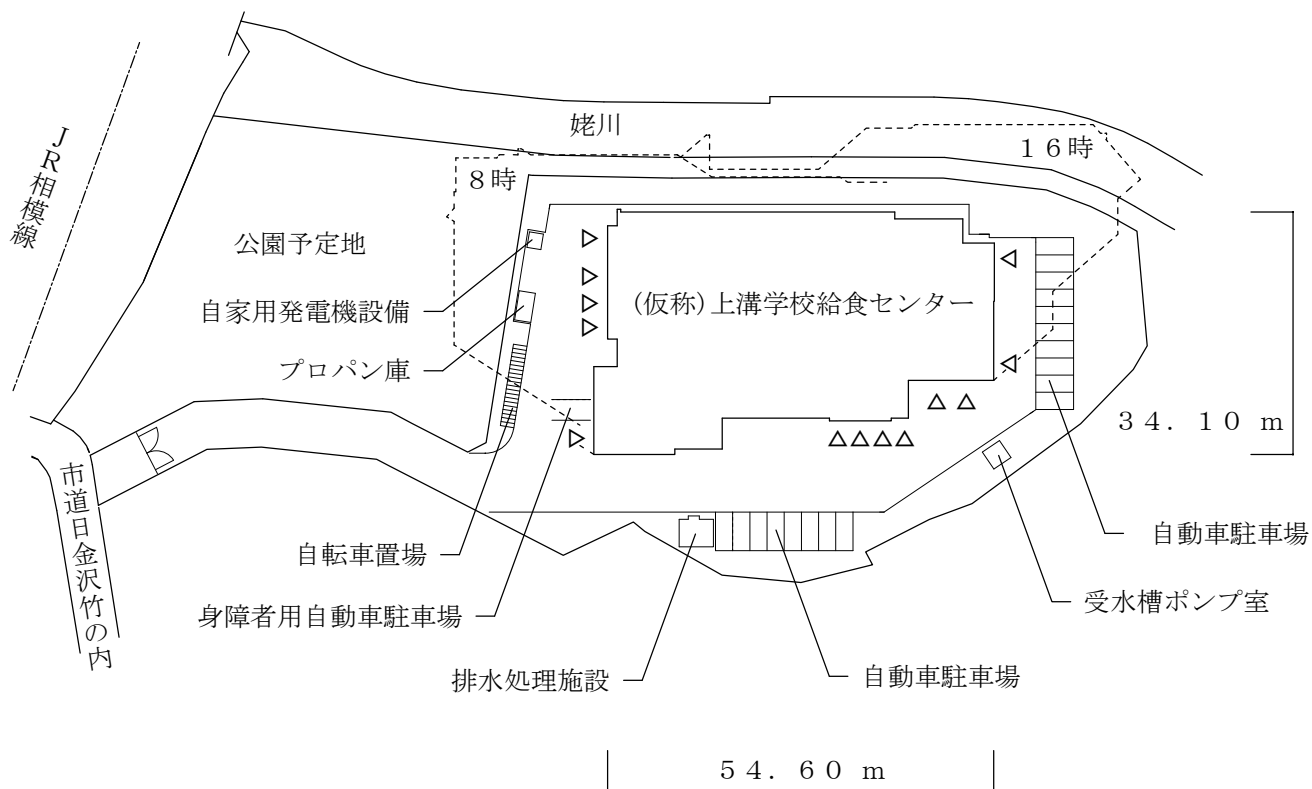 姥川
１６時
８時
ＪＲ相模線
公園予定地
自家用発電機設備
(仮称)上溝学校給食センター
プロパン庫
３４．１０ｍ
市道日金沢竹の内
自転車置場
自動車駐車場
身障者用自動車駐車場
受水槽ポンプ室
排水処理施設
自動車駐車場
５４．６０ｍ